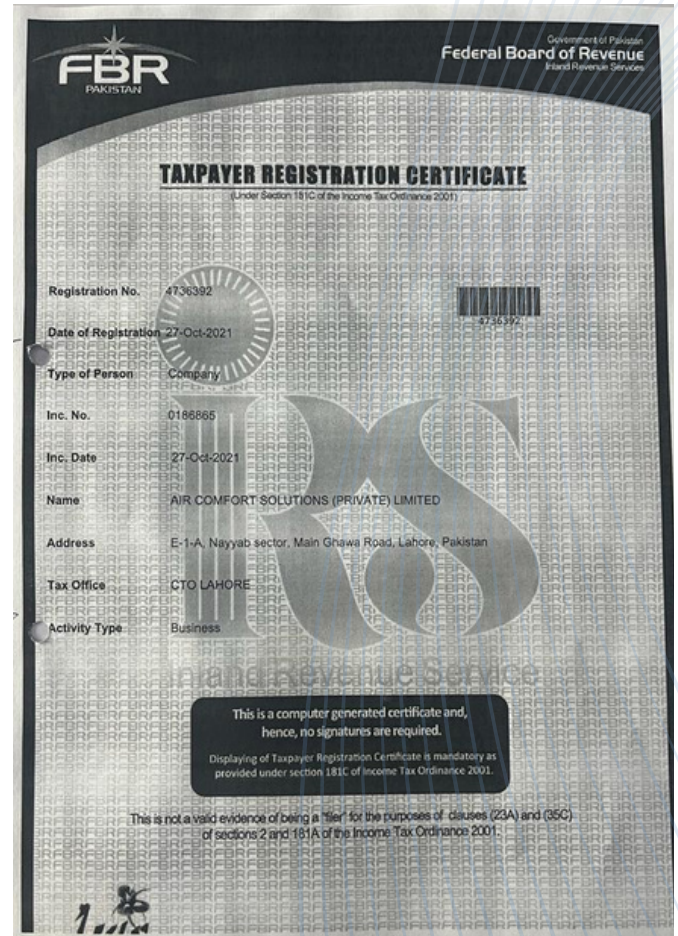 FBR
PAKISTAN
Government of Pakistan
Federal Board of Revenue
Inland Revenue Services
TAXPAYER REGISTRATION CERTIFICATE
(Under Section 181C of the Income Tax Ordinance 2001)
Registration No. 4736392
4736392
Date of Registration 27-Oct-2021
Type of Person Company
Inc. No. 0186865
Inc. Date 27-Oct-2021
Name AIR COMFORT SOLUTIONS (PRIVATE) LIMITED
Address E-1-A, Nayyab sector, Main Ghawa Road, Lahore, Pakistan
Tax Office CTO LAHORE
Activity Type Business
IRS
Inland Revenue Service
This is a computer generated certificate and,
hence, no signatures are required.
Displaying of Taxpayer Registration Certificate is mandatory as
provided under section 181C of Income Tax Ordinance 2001.
This is not a valid evidence of being a "filer" for the purposes of clauses (23A) and (35C)
of sections 2 and 181A of the Income Tax Ordinance 2001.